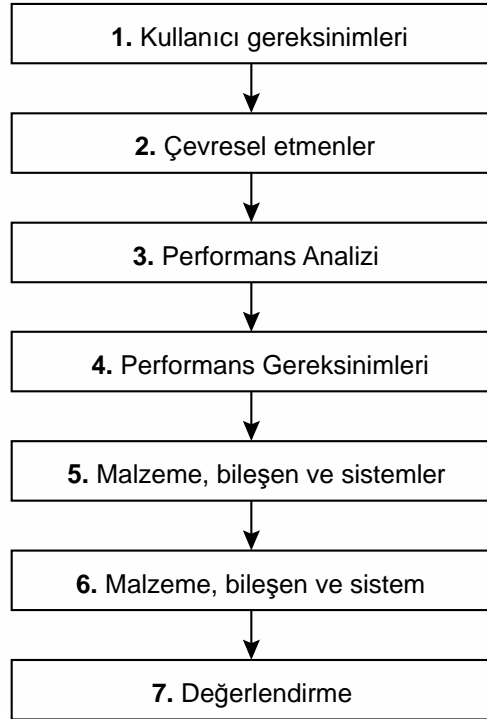 1. Kullanıcı gereksinimleri
2. Çevresel etmenler
3. Performans Analizi
4. Performans Gereksinimleri
5. Malzeme, bileşen ve sistemler
6. Malzeme, bileşen ve sistem
7. Değerlendirme